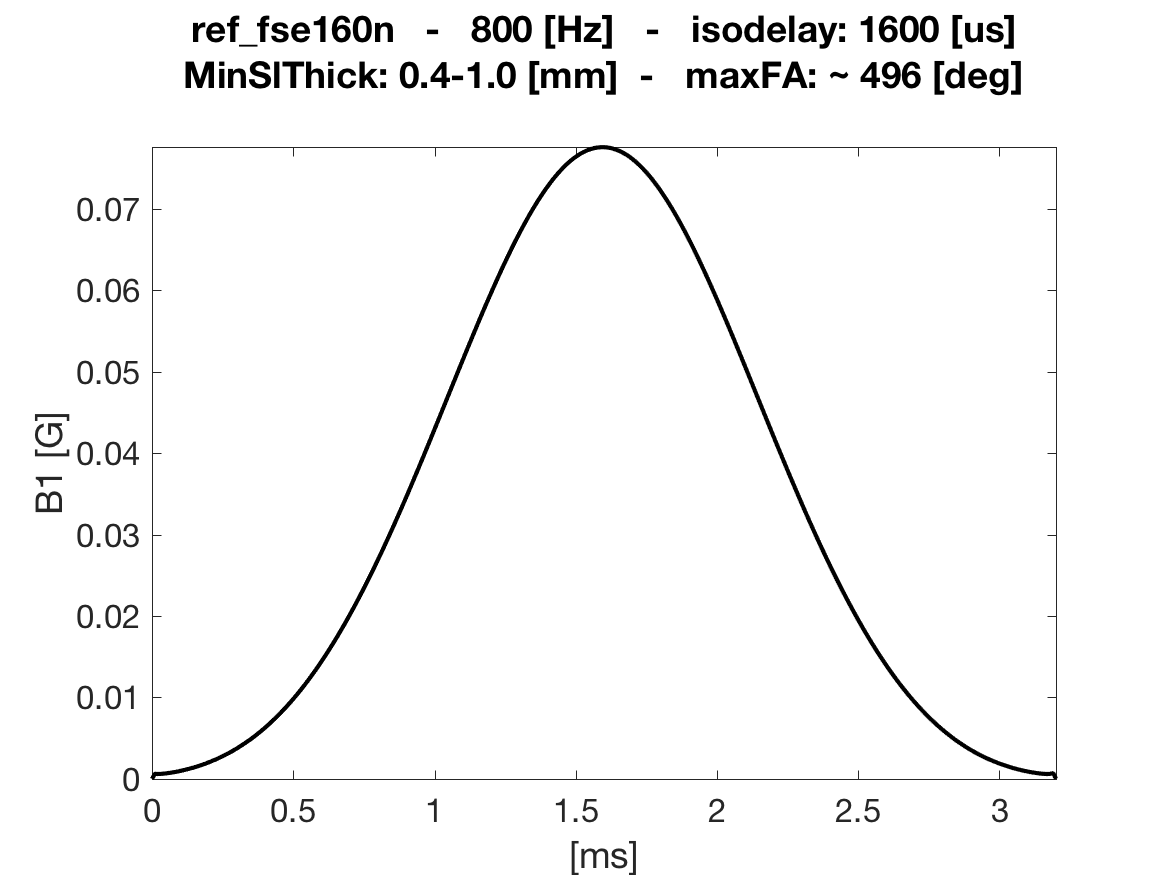 ref_fse160n - 800 [Hz] - isodelay: 1600 [us]
MinSlThick: 0.4-1.0 [mm] - maxFA: ~ 496 [deg]
0.07
0.06
0.05
0.04
0.03
0.02
0.01
0
B1 [G]
0 0.5 1 1.5 2 2.5 3
[ms]